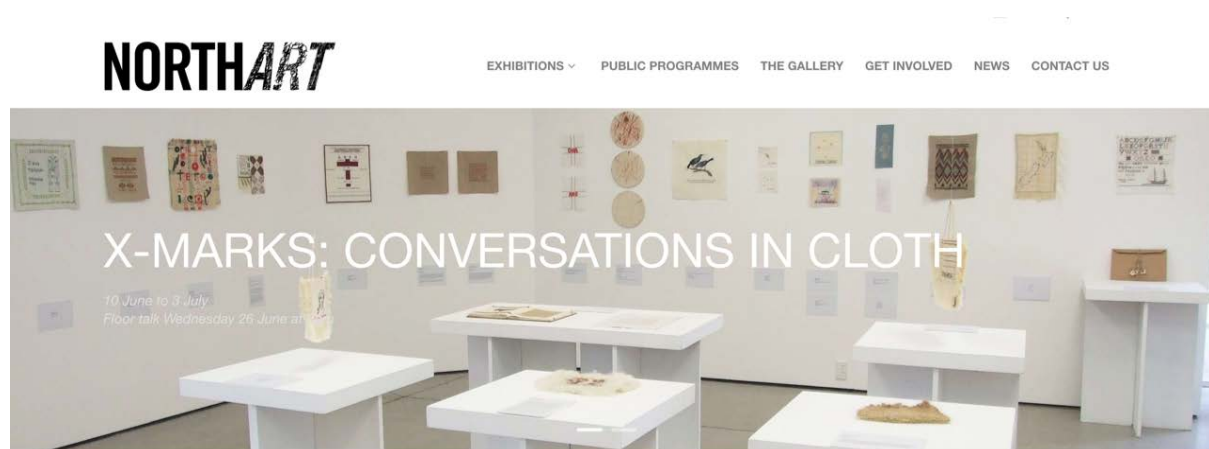 NORTHART
EXHIBITIONS PUBLIC PROGRAMMES THE GALLERY GET INVOLVED NEWS CONTACT US
X-MARKS: CONVERSATIONS IN CLOTH
10 June to 3 July
Floor talk Wednesday 26 June at